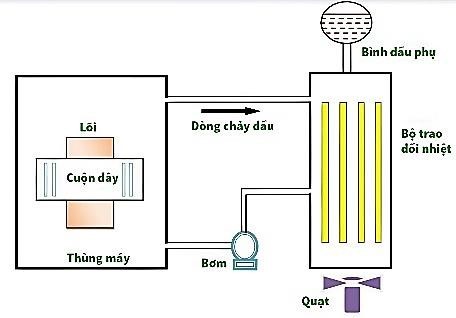 Bình dầu phụ
Dòng chảy dầu
Lõi
Cuộn dây
Bộ trao
đổi nhiệt
Thùng máy
Bơm
Quạt